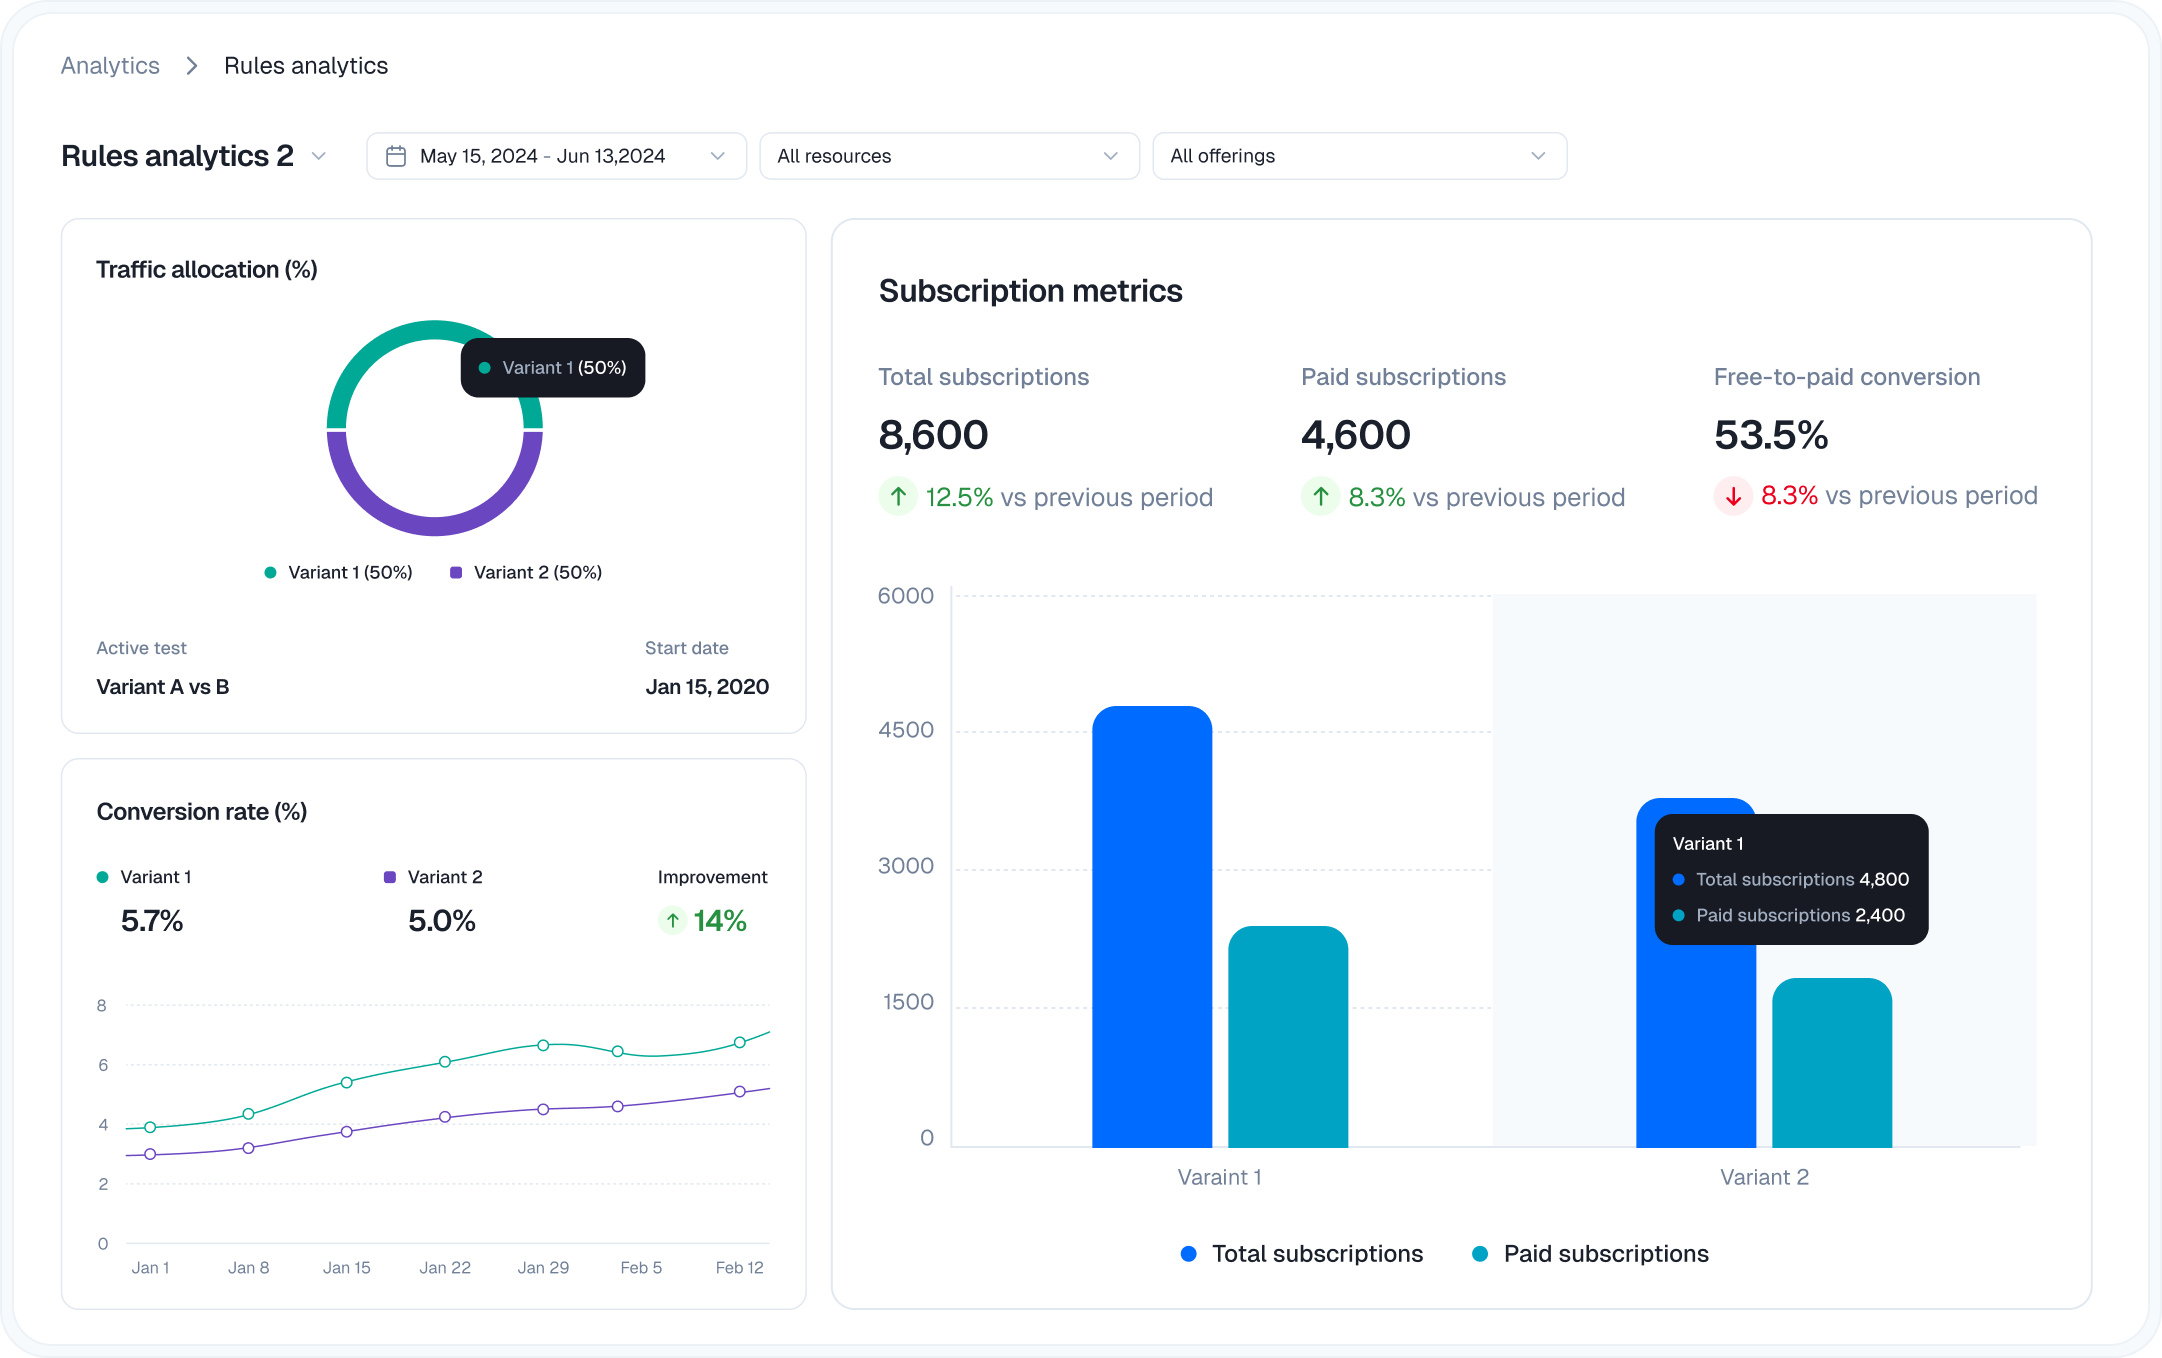 Analytics > Rules analytics
Rules analytics 2
May 15, 2024 - Jun 13,2024
All resources
All offerings
Traffic allocation (%)
Variant 1 (50%)
Variant 1 (50%)
Variant 2 (50%)
Active test
Start date
Variant A vs B
Jan 15, 2020
Conversion rate (%)
Variant 1
Variant 2
Improvement
5.7%
5.0%
14%
8
6
4
2
0
Jan 1
Jan 8
Jan 15
Jan 22
Jan 29
Feb 5
Feb 12
Subscription metrics
Total subscriptions
Paid subscriptions
Free-to-paid conversion
8,600
4,600
53.5%
12.5% vs previous period
8.3% vs previous period
8.3% vs previous period
6000
4500
3000
1500
0
Variant 1
Total subscriptions 4,800
Paid subscriptions 2,400
Varaint 1
Variant 2
Total subscriptions
Paid subscriptions